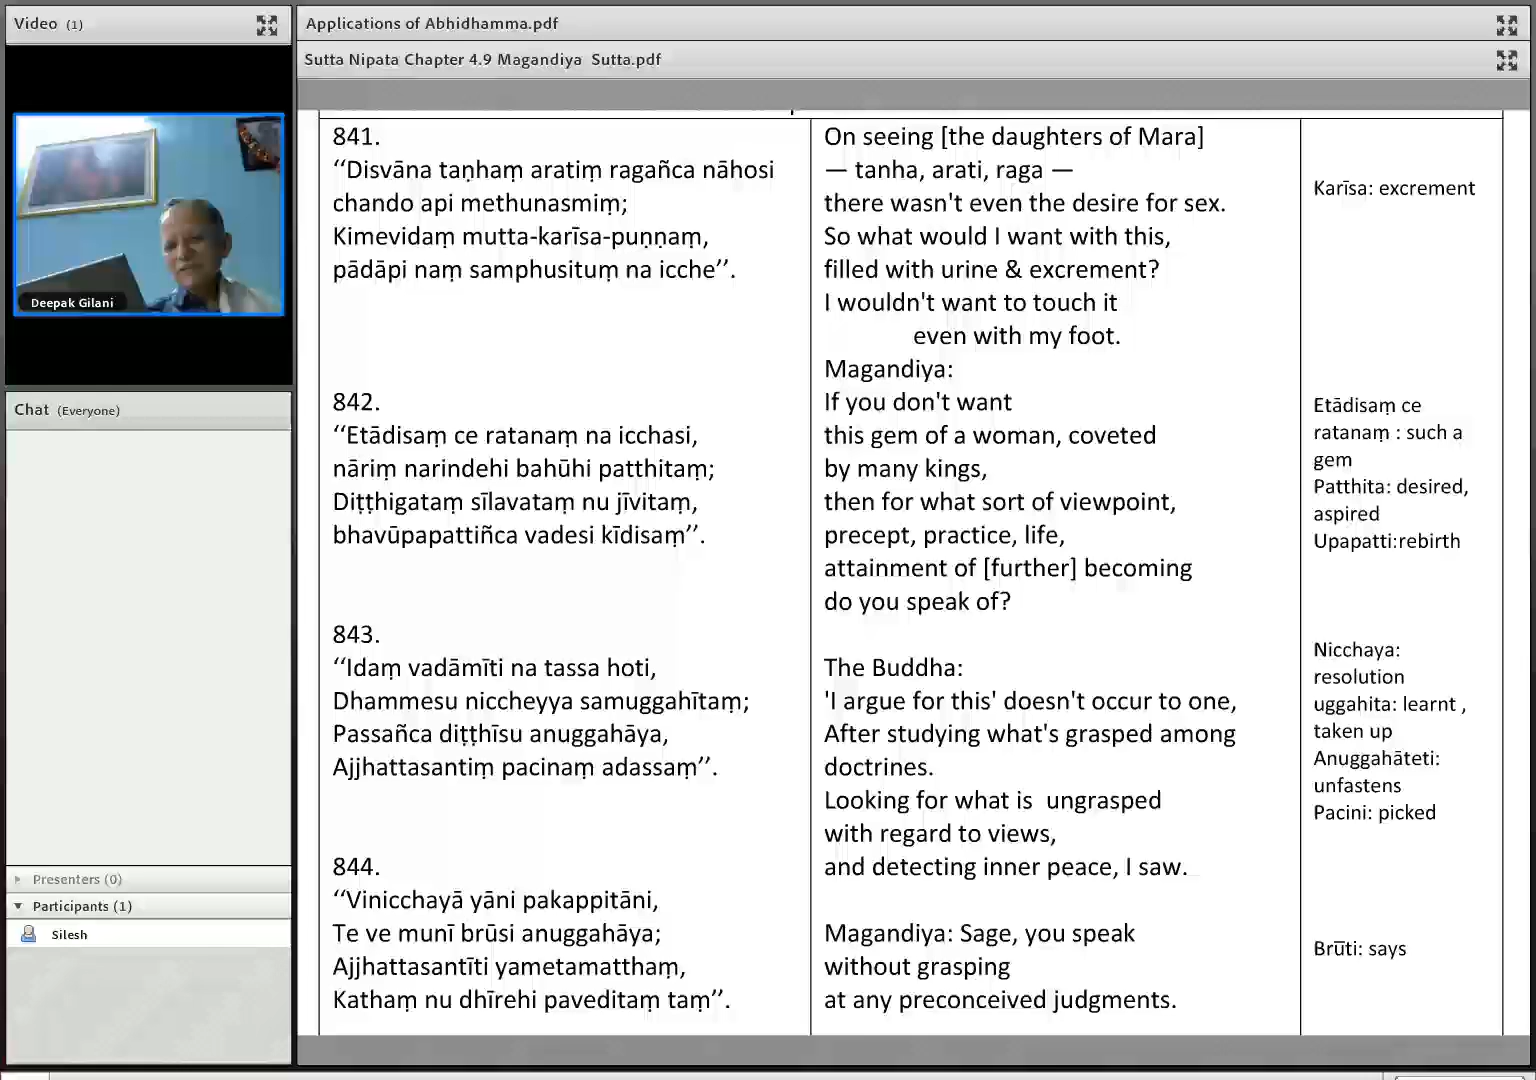 Video (1)
Deepak Gilani
Chat (Everyone)
Presenters (0)
Participants (1)
Silesh
Applications of Abhidhamma.pdf
Sutta Nipata Chapter 4.9 Magandiya  Sutta.pdf
841.
‘‘Disvāna taṇhaṃ aratiṃ ragañca nāhosi
chando api methunasmiṃ;
Kimevidaṃ mutta-karīsa-puṇṇaṃ,
pādāpi naṃ samphusituṃ na icche’’.
842.
‘‘Etādisaṃ ce ratanaṃ na icchasi,
nāriṃ narindehi bahūhi patthitaṃ;
Diṭṭhigataṃ sīlavataṃ nu jīvitaṃ,
bhavūpapattiñca vadesi kīdisaṃ’’.
843.
‘‘Idaṃ vadāmīti na tassa hoti,
Dhammesu niccheyya samuggahītaṃ;
Passañca diṭṭhīsu anuggahāya,
Ajjhattasantiṃ pacinaṃ adassaṃ’’.
844.
‘‘Vinicchayā yāni pakappitāni,
Te ve munī brūsi anuggahāya;
Ajjhattasantīti yametamatthaṃ,
Kathaṃ nu dhīrehi paveditaṃ taṃ’’.
On seeing [the daughters of Mara]
— tanha, arati, raga —
there wasn't even the desire for sex.
So what would I want with this,
filled with urine & excrement?
I wouldn't want to touch it
even with my foot.
Magandiya:
If you don't want
this gem of a woman, coveted
by many kings,
then for what sort of viewpoint,
precept, practice, life,
attainment of [further] becoming
do you speak of?
The Buddha:
'I argue for this' doesn't occur to one,
After studying what's grasped among
doctrines.
Looking for what is  ungrasped
with regard to views,
and detecting inner peace, I saw.
Magandiya: Sage, you speak
without grasping
at any preconceived judgments.
Karīsa: excrement
Etādisaṃ ce
ratanaṃ : such a
gem
Patthita: desired,
aspired
Upapatti:rebirth
Nicchaya:
resolution
uggahita: learnt ,
taken up
Anuggahāteti:
unfastens
Pacini: picked
Brūti: says